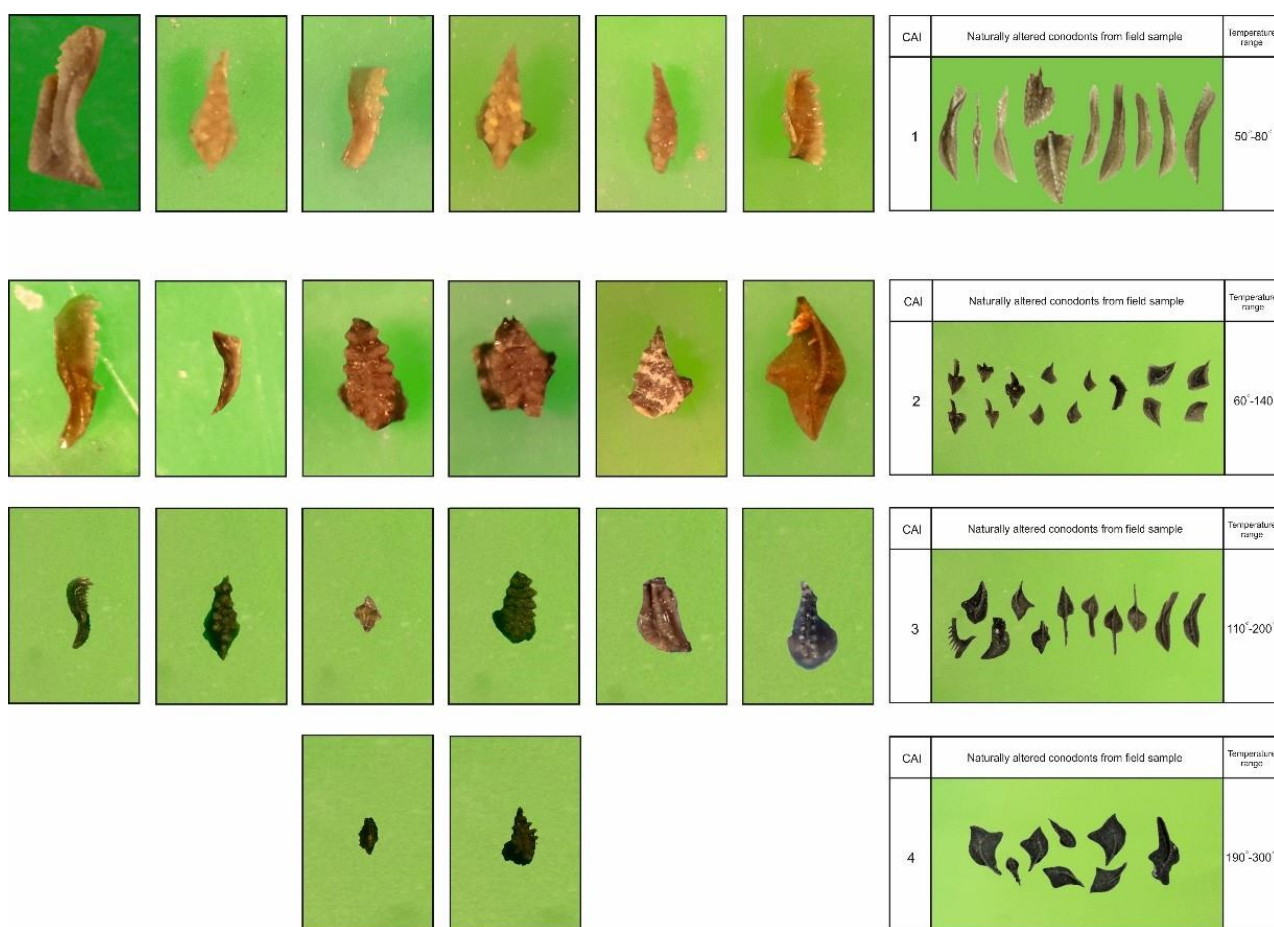 CAI Naturally altered conodonts from field sample Temperature range
1 50°-80°
CAI Naturally altered conodonts from field sample Temperature range
2 60°-140
CAI Naturally altered conodonts from field sample Temperature range
3 110°-200°
CAI Naturally altered conodonts from field sample Temperature range
4 190°-300°